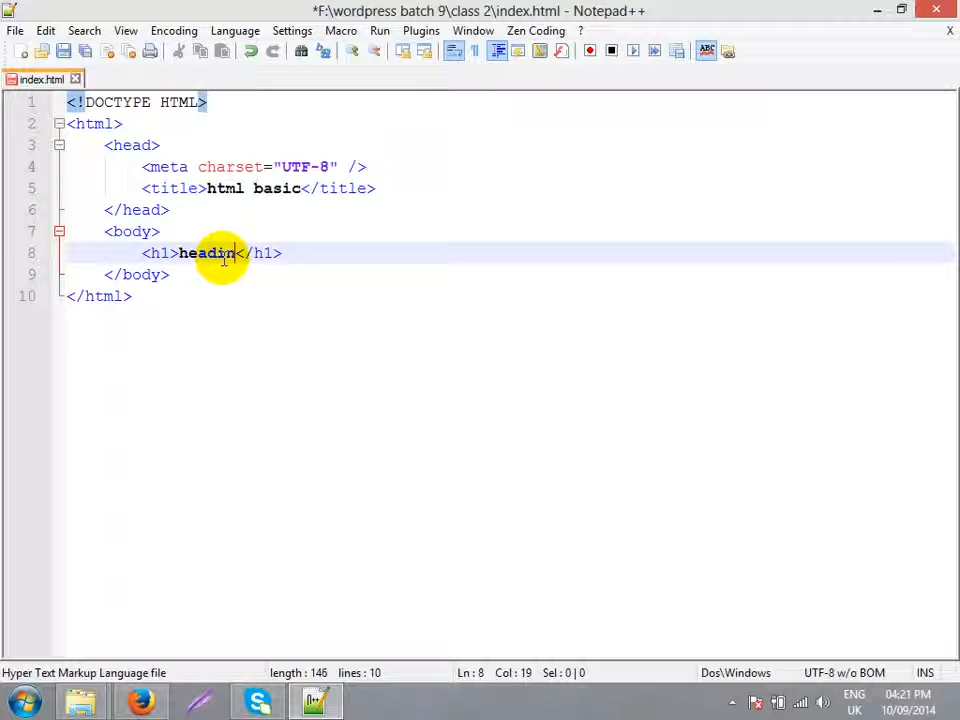 *F:\wordpress batch 9\class 2\index.html - Notepad++
File Edit Search View Encoding Language Settings Macro Run Plugins Window Zen Coding ? X
index.html
1 <!DOCTYPE HTML>
2 <html>
3 <head>
4 <meta charset="UTF-8" />
5 <title>html basic</title>
6 </head>
7 <body>
8 <h1>headin</h1>
9 </body>
10 </html>
Hyper Text Markup Language file length : 146 lines : 10 Ln : 8 Col : 19 Sel : 0 | 0 Dos\Windows UTF-8 w/o BOM INS
ENG 04:21 PM
UK 10/09/2014